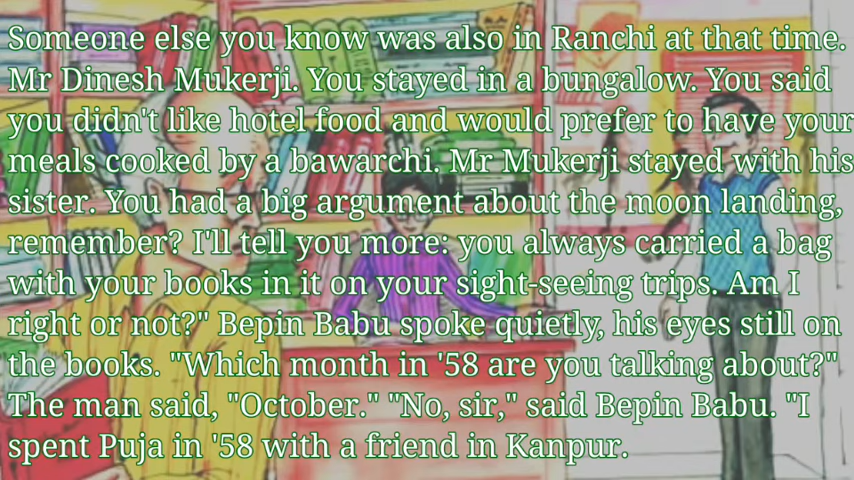 Someone else you know was also in Ranchi at that time.
Mr Dinesh Mukerji. You stayed in a bungalow. You said
you didn't like hotel food and would prefer to have your
meals cooked by a bawarchi. Mr Mukerji stayed with his
sister. You had a big argument about the moon landing,
remember? I'll tell you more: you always carried a bag
with your books in it on your sight-seeing trips. Am I
right or not?" Bepin Babu spoke quietly, his eyes still on
the books. "Which month in '58 are you talking about?"
The man said, "October." "No, sir," said Bepin Babu. "I
spent Puja in '58 with a friend in Kanpur.